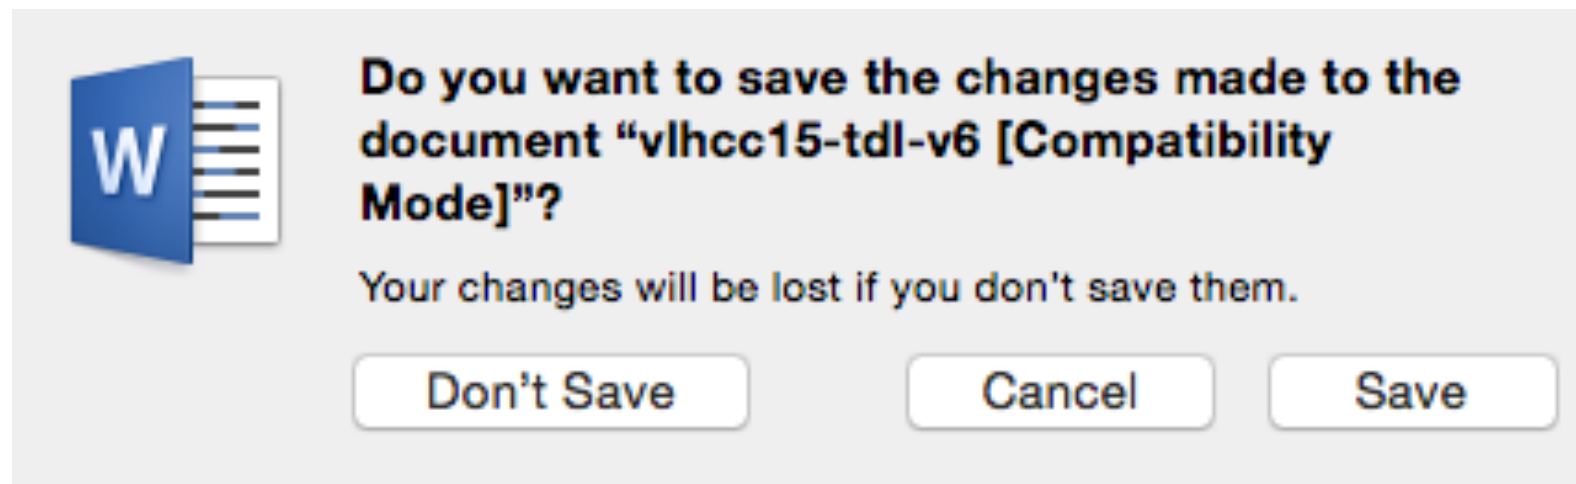 W
Do you want to save the changes made to the
document “vlhcc15-tdl-v6 [Compatibility
Mode]”?
Your changes will be lost if you don't save them.
Don’t Save
Cancel
Save